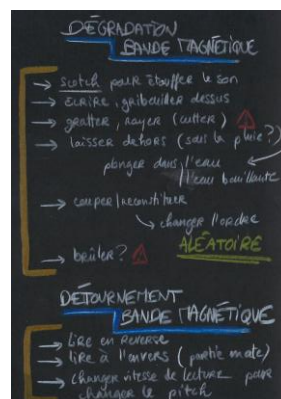 DÉGRADATION
BANDE MAGNÉTIQUE
→ scotch pour étouffer le son
→ écrire, gribouiller dessus
→ gratter, rayer (cutter) ⚠
→ laisser dehors (sous la pluie?)
plonger dans l'eau
l'eau bouillante
→ couper/reconstituer
↳ changer l'ordre
ALÉATOIRE
→ brûler? ⚠
DÉTOURNEMENT
BANDE MAGNÉTIQUE
→ lire en reverse
→ lire à l'envers (partie mate)
→ changer vitesse de lecture pour
changer le pitch